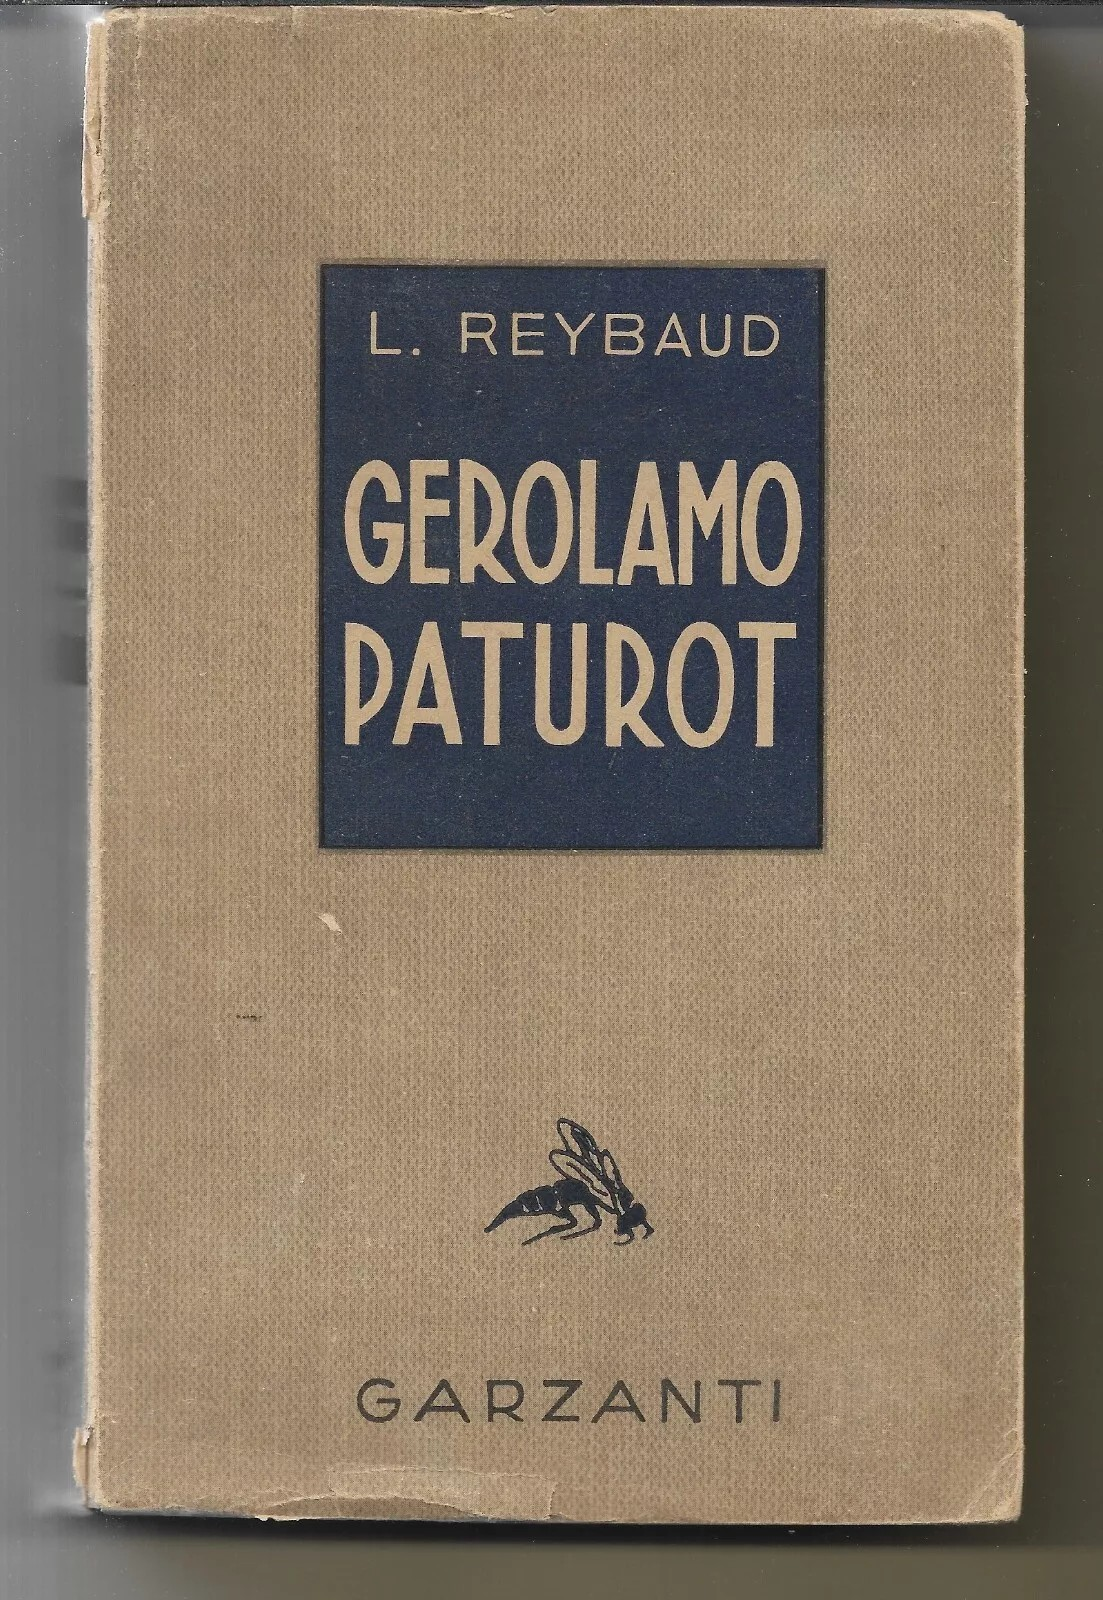 L. REYBAUD
GEROLAMO
PATUROT
GARZANTI